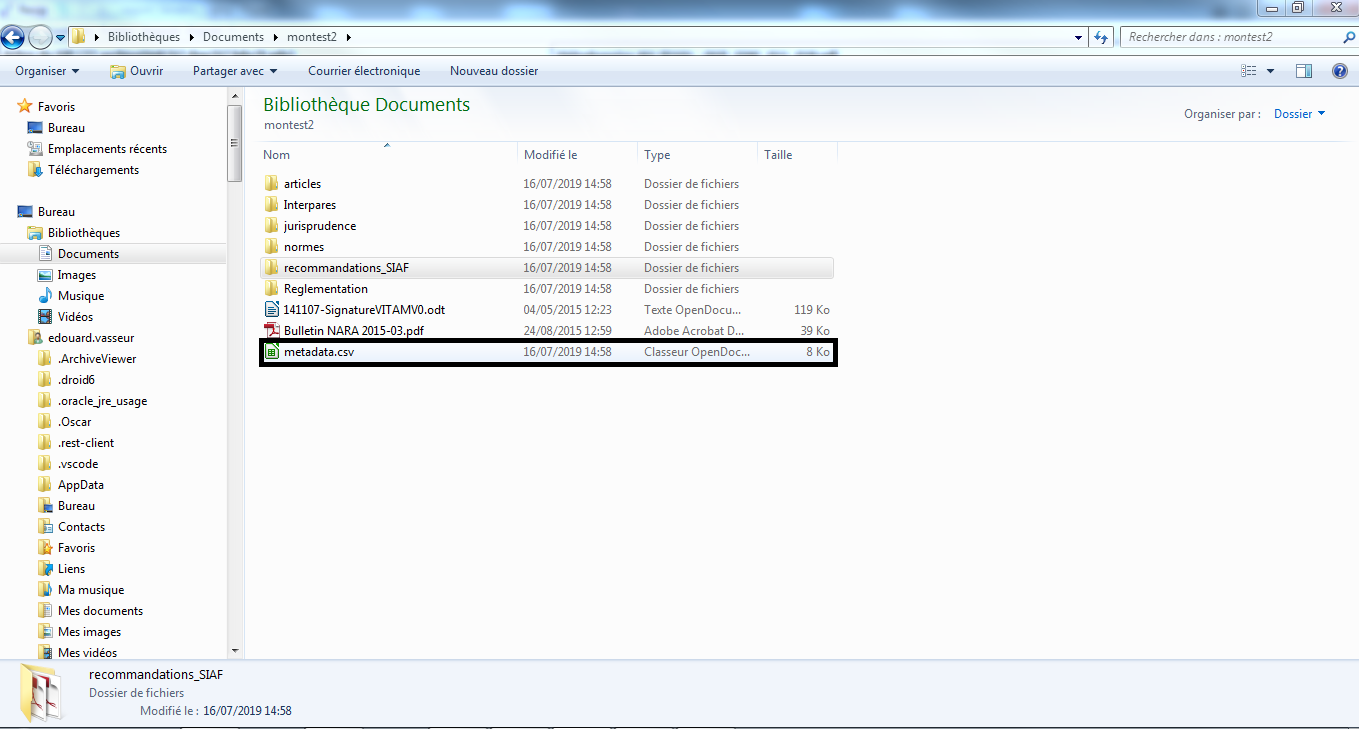 Bibliothèques Documents montest2
Rechercher dans : montest2
Organiser Ouvrir Partager avec Courrier électronique Nouveau dossier
Favoris
Bureau
Emplacements récents
Téléchargements
Bureau
Bibliothèques
Documents
Images
Musique
Vidéos
edouard.vasseur
.ArchiveViewer
.droid6
.oracle_jre_usage
.Oscar
.rest-client
.vscode
AppData
Bureau
Contacts
Favoris
Liens
Ma musique
Mes documents
Mes images
Mes vidéos
Bibliothèque Documents
montest2
Organiser par : Dossier
Nom Modifié le Type Taille
articles 16/07/2019 14:58 Dossier de fichiers
Interpares 16/07/2019 14:58 Dossier de fichiers
jurisprudence 16/07/2019 14:58 Dossier de fichiers
normes 16/07/2019 14:58 Dossier de fichiers
recommandations_SIAF 16/07/2019 14:58 Dossier de fichiers
Reglementation 16/07/2019 14:58 Dossier de fichiers
141107-SignatureVITAMV0.odt 04/05/2015 12:23 Texte OpenDocu... 119 Ko
Bulletin NARA 2015-03.pdf 24/08/2015 12:59 Adobe Acrobat D... 39 Ko
metadata.csv 16/07/2019 14:58 Classeur OpenDoc... 8 Ko
recommandations_SIAF
Dossier de fichiers
Modifié le : 16/07/2019 14:58